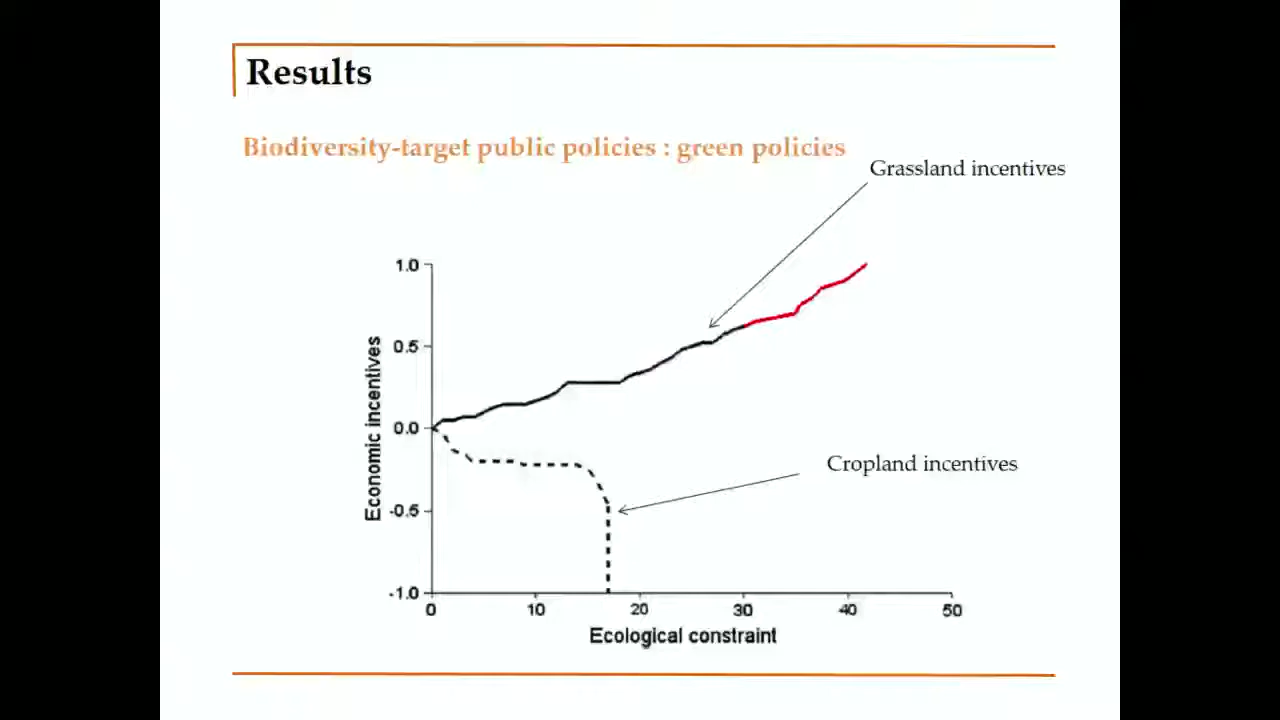 Results
Biodiversity-target public policies : green policies
Grassland incentives
1.0
0.5
0.0
-0.5
-1.0
Economic incentives
Cropland incentives
0 10 20 30 40 50
Ecological constraint